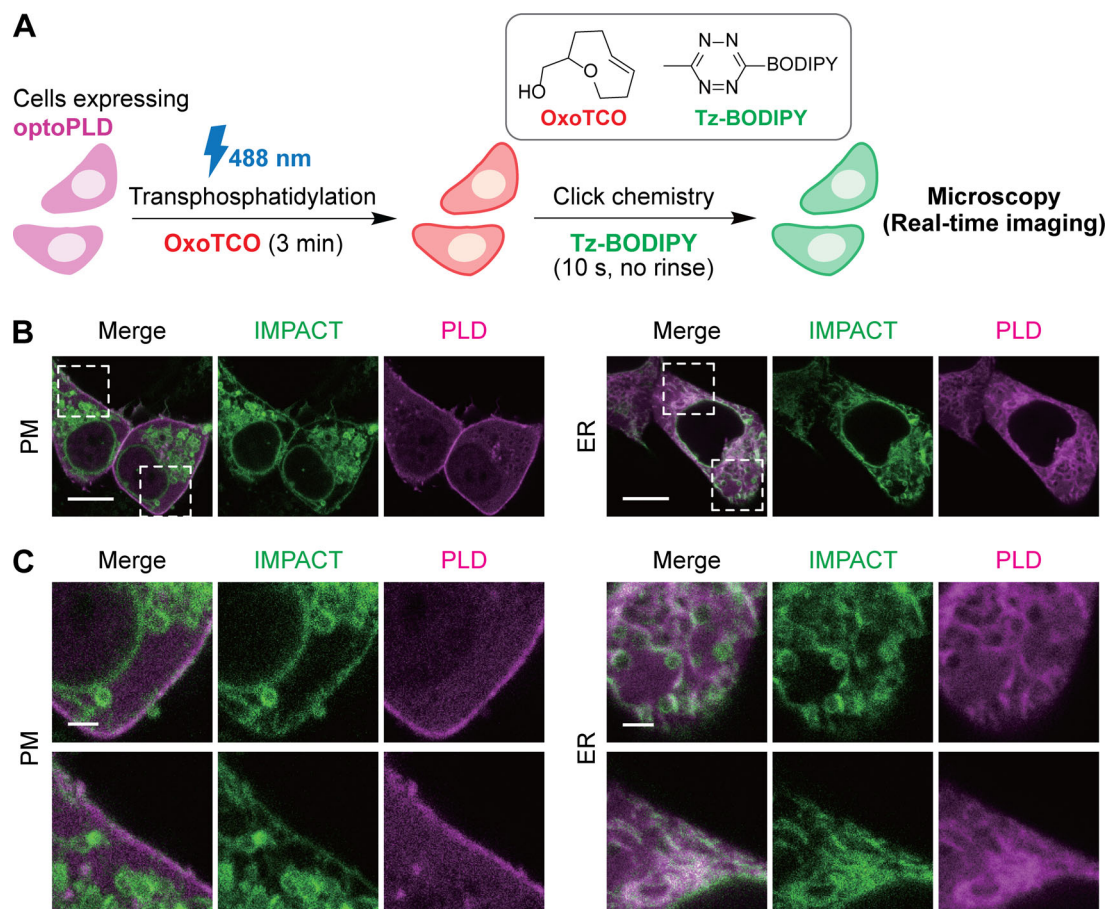 A
Cells expressing
optoPLD
488 nm
Transphosphatidylation
OxoTCO (3 min)
HO
O
OxoTCO
N
N
N
N
BODIPY
Tz-BODIPY
Click chemistry
Tz-BODIPY
(10 s, no rinse)
Microscopy
(Real-time imaging)
B
Merge
IMPACT
PLD
PM
Merge
IMPACT
PLD
ER
C
Merge
IMPACT
PLD
PM
Merge
IMPACT
PLD
ER